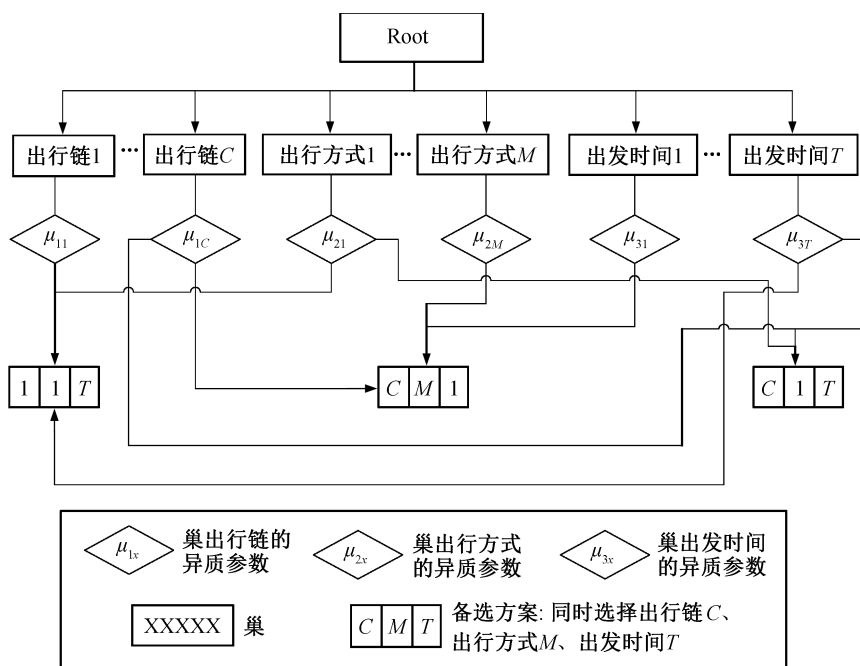 Root
出行链1 ··· 出行链C 出行方式1 ··· 出行方式M 出发时间1 ··· 出发时间T
μ11 μ1C μ21 μ2M μ31 μ3T
1 1 T C M 1 C 1 T
μ1x 巢出行链的异质参数 μ2x 巢出行方式的异质参数 μ3x 巢出发时间的异质参数
XXXXX 巢 C M T 备选方案: 同时选择出行链C、
出行方式M、出发时间T